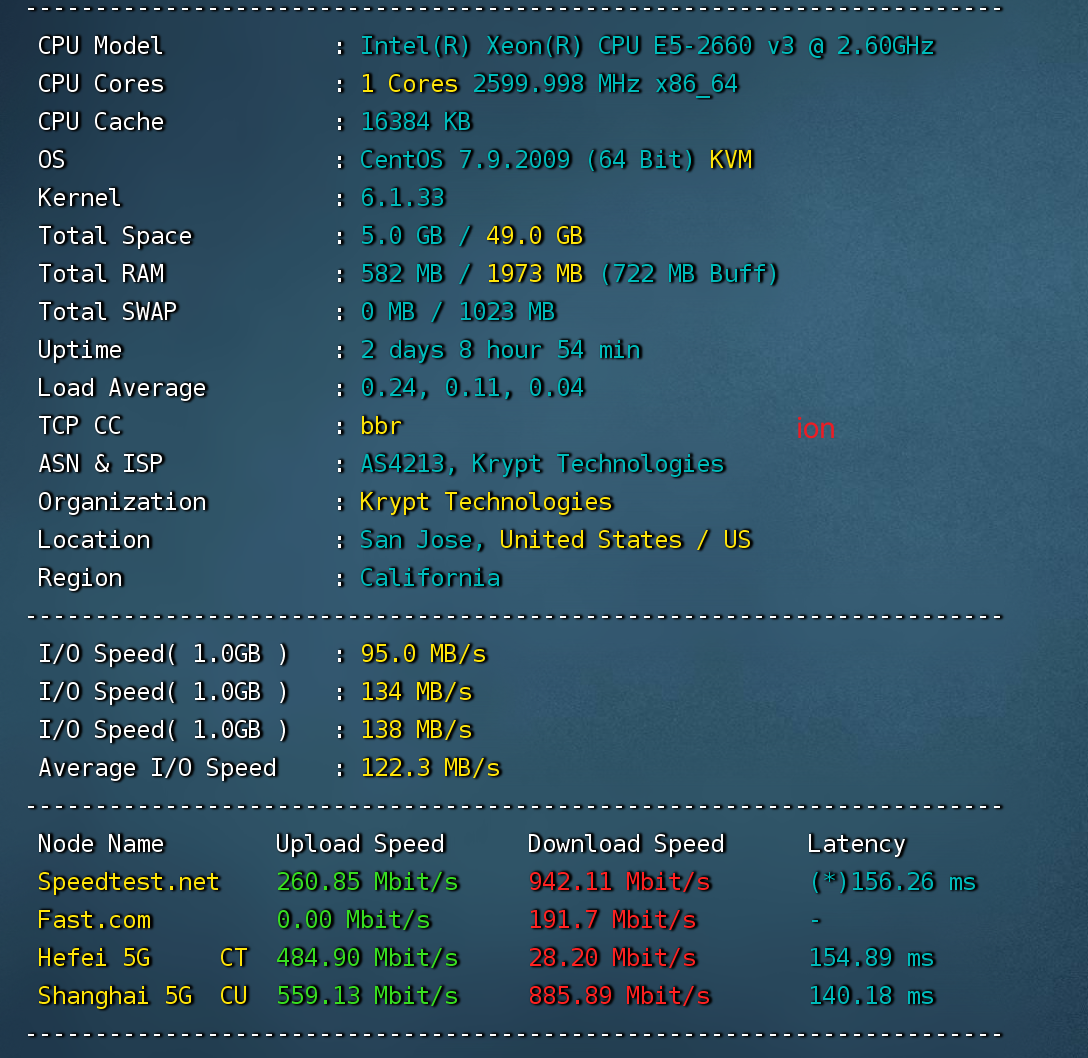 ----------------------------------------------------------------------
CPU Model : Intel(R) Xeon(R) CPU E5-2660 v3 @ 2.60GHz
CPU Cores : 1 Cores 2599.998 MHz x86_64
CPU Cache : 16384 KB
OS : CentOS 7.9.2009 (64 Bit) KVM
Kernel : 6.1.33
Total Space : 5.0 GB / 49.0 GB
Total RAM : 582 MB / 1973 MB (722 MB Buff)
Total SWAP : 0 MB / 1023 MB
Uptime : 2 days 8 hour 54 min
Load Average : 0.24, 0.11, 0.04
TCP CC : bbr ion
ASN & ISP : AS4213, Krypt Technologies
Organization : Krypt Technologies
Location : San Jose, United States / US
Region : California
----------------------------------------------------------------------
I/O Speed( 1.0GB ) : 95.0 MB/s
I/O Speed( 1.0GB ) : 134 MB/s
I/O Speed( 1.0GB ) : 138 MB/s
Average I/O Speed : 122.3 MB/s
----------------------------------------------------------------------
Node Name Upload Speed Download Speed Latency
Speedtest.net 260.85 Mbit/s 942.11 Mbit/s (*)156.26 ms
Fast.com 0.00 Mbit/s 191.7 Mbit/s -
Hefei 5G CT 484.90 Mbit/s 28.20 Mbit/s 154.89 ms
Shanghai 5G CU 559.13 Mbit/s 885.89 Mbit/s 140.18 ms
----------------------------------------------------------------------